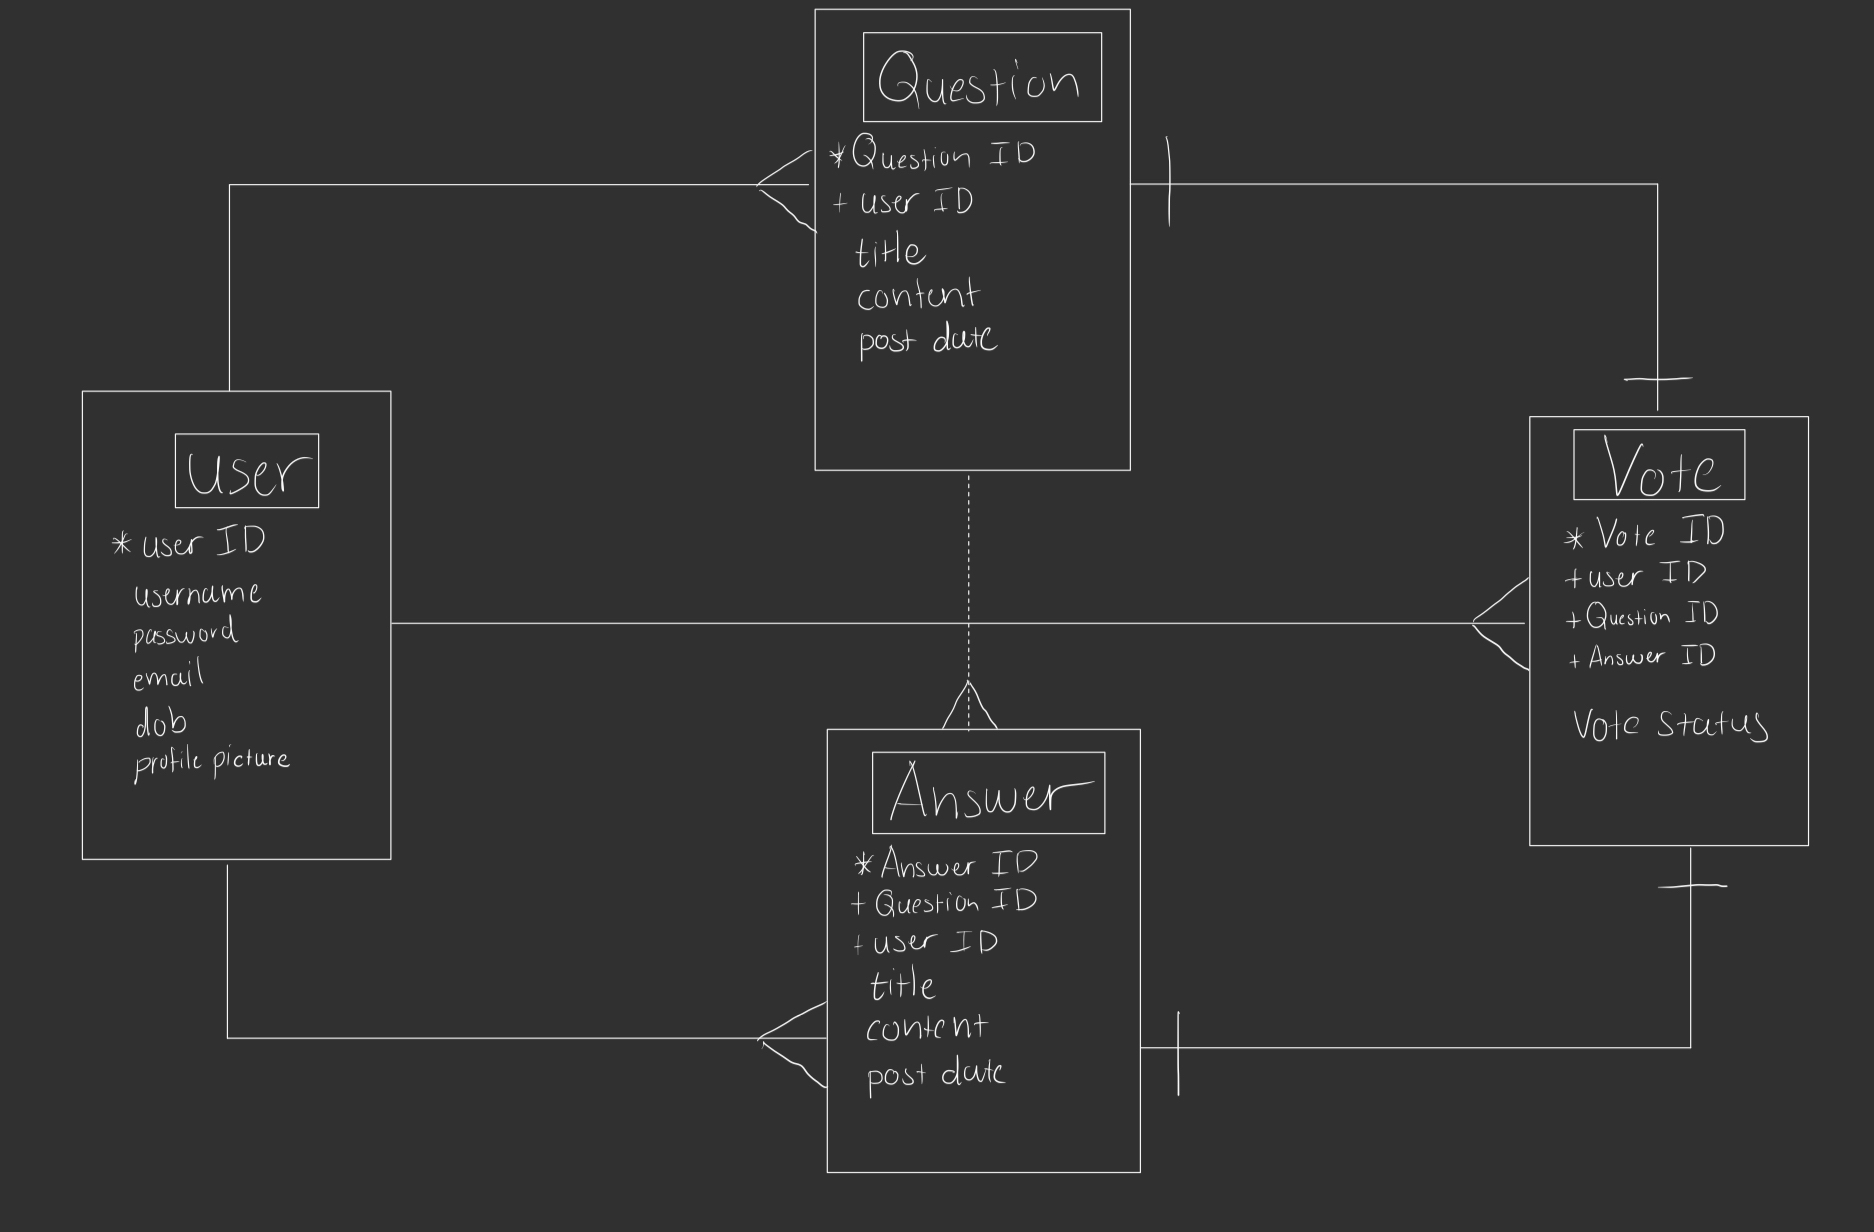 Question
* Question ID
+ user ID
title
content
post date
User
* user ID
username
password
email
dob
profile picture
Vote
* Vote ID
+ user ID
+ Question ID
+ Answer ID
Vote Status
Answer
* Answer ID
+ Question ID
+ user ID
title
content
post date